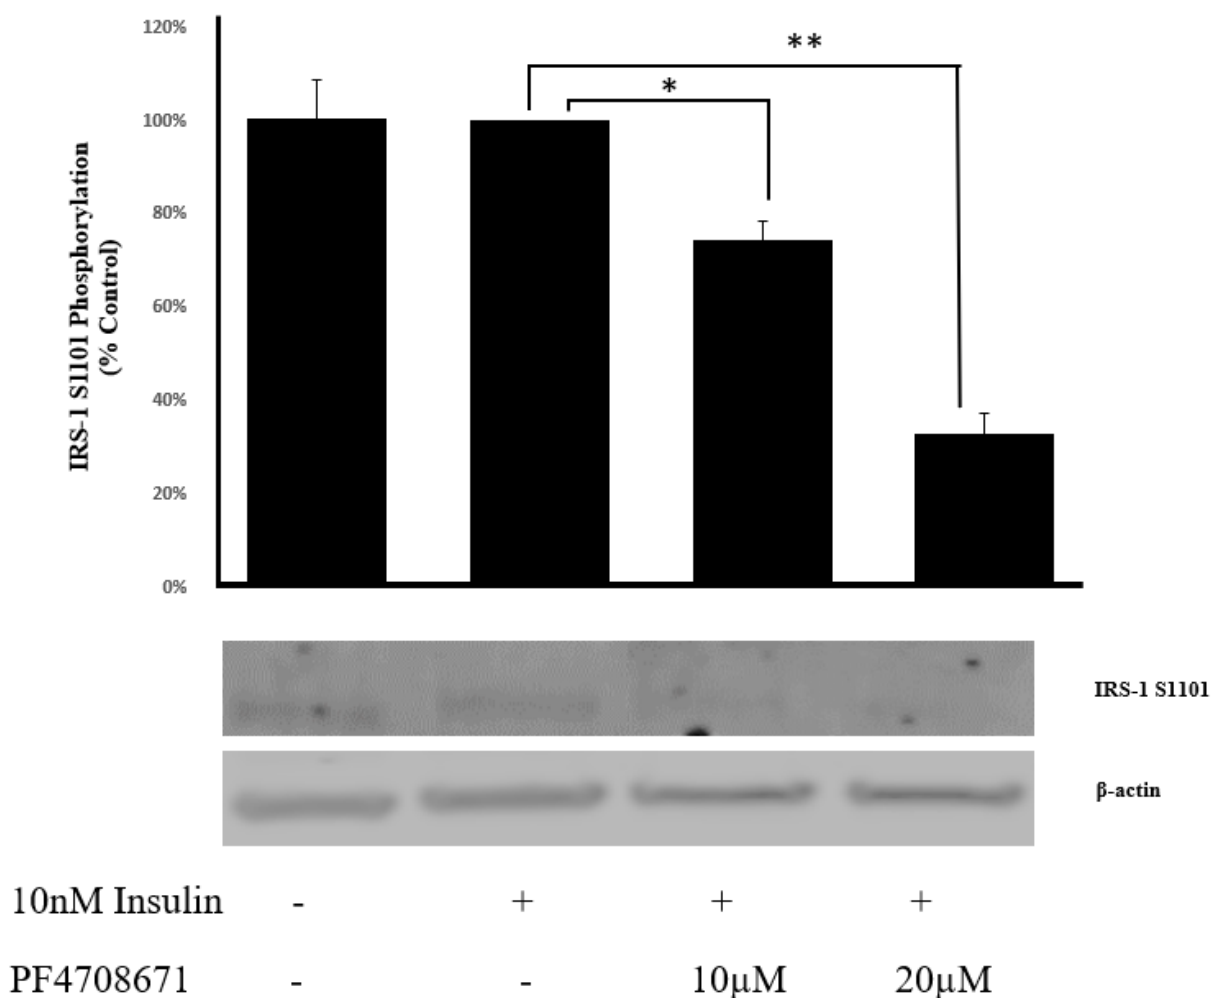 120%
**
*
100%
80%
60%
40%
20%
0%
IRS-1 S1101 Phosphorylation
(% Control)
IRS-1 S1101
β-actin
10nM Insulin - + + +
PF4708671 - - 10μM 20μM